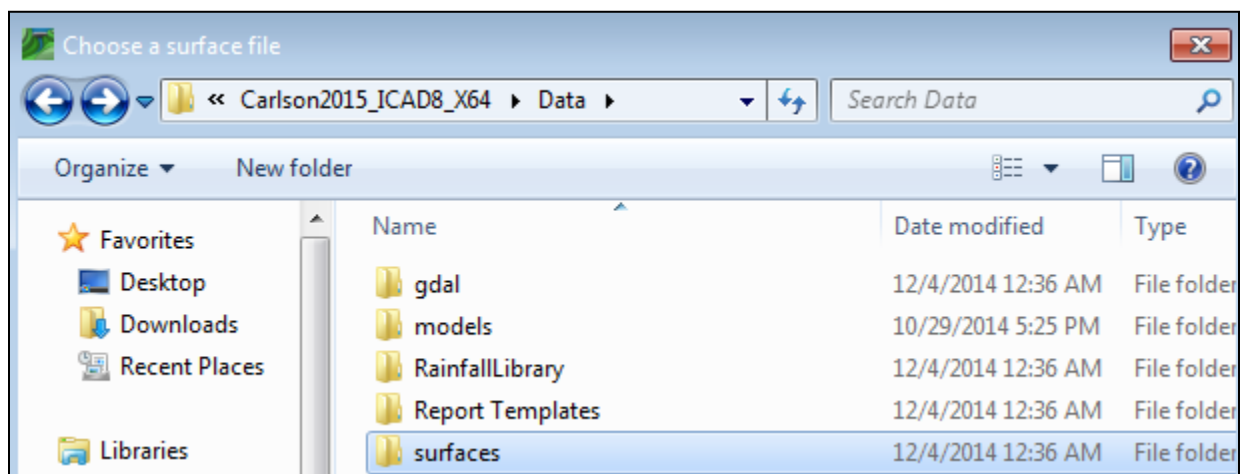 Choose a surface file
« Carlson2015_ICAD8_X64 ▸ Data ▸ Search Data
Organize New folder
Name Date modified Type
Favorites
Desktop gdal 12/4/2014 12:36 AM File folder
Downloads models 10/29/2014 5:25 PM File folder
Recent Places RainfallLibrary 12/4/2014 12:36 AM File folder
Report Templates 12/4/2014 12:36 AM File folder
Libraries surfaces 12/4/2014 12:36 AM File folder